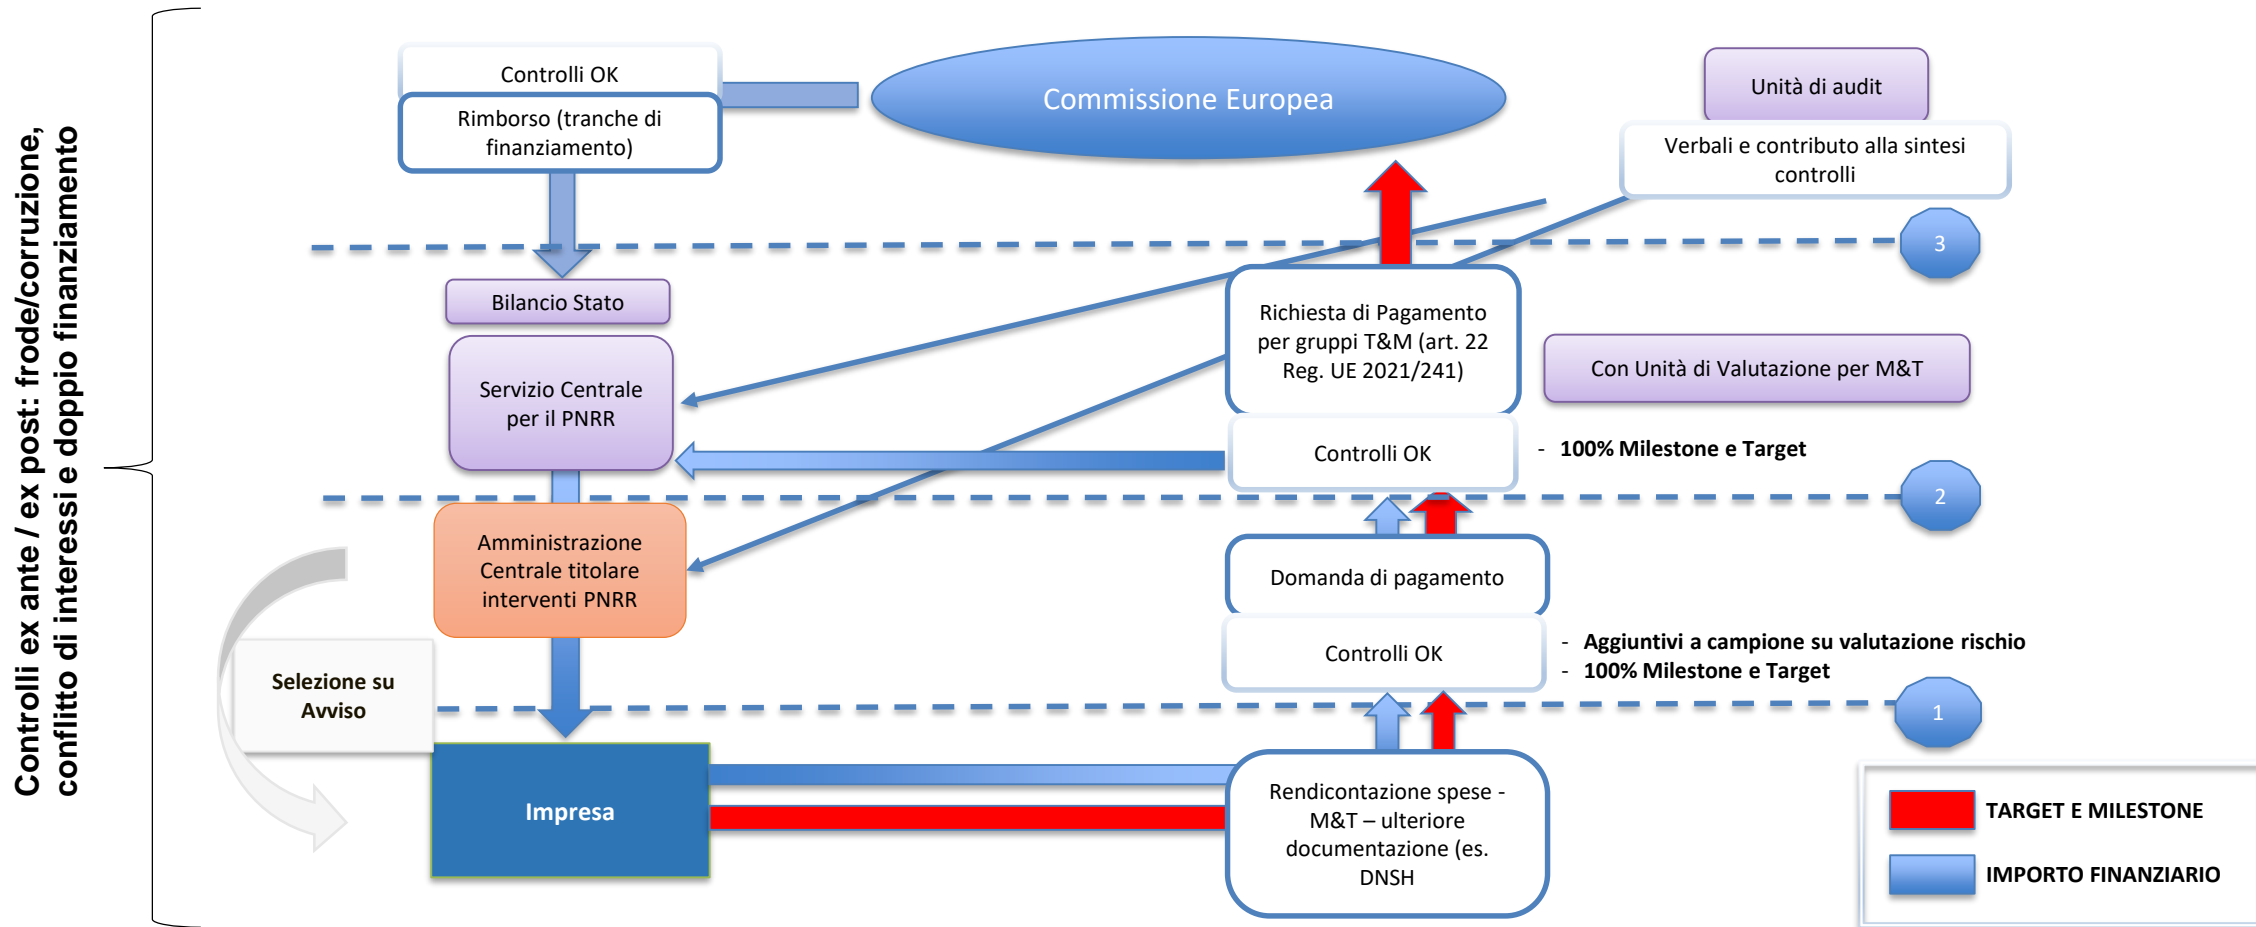 Controlli ex ante / ex post: frode/corruzione,
conflitto di interessi e doppio finanziamento
Controlli OK
Rimborso (tranche di
finanziamento)
Commissione Europea
Unità di audit
Verbali e contributo alla sintesi
controlli
3
Bilancio Stato
Servizio Centrale
per il PNRR
Richiesta di Pagamento
per gruppi T&M (art. 22
Reg. UE 2021/241)
Con Unità di Valutazione per M&T
Controlli OK
- 100% Milestone e Target
2
Amministrazione
Centrale titolare
interventi PNRR
Domanda di pagamento
Controlli OK
- Aggiuntivi a campione su valutazione rischio
- 100% Milestone e Target
Selezione su
Avviso
1
Impresa
Rendicontazione spese -
M&T – ulteriore
documentazione (es.
DNSH
TARGET E MILESTONE
IMPORTO FINANZIARIO